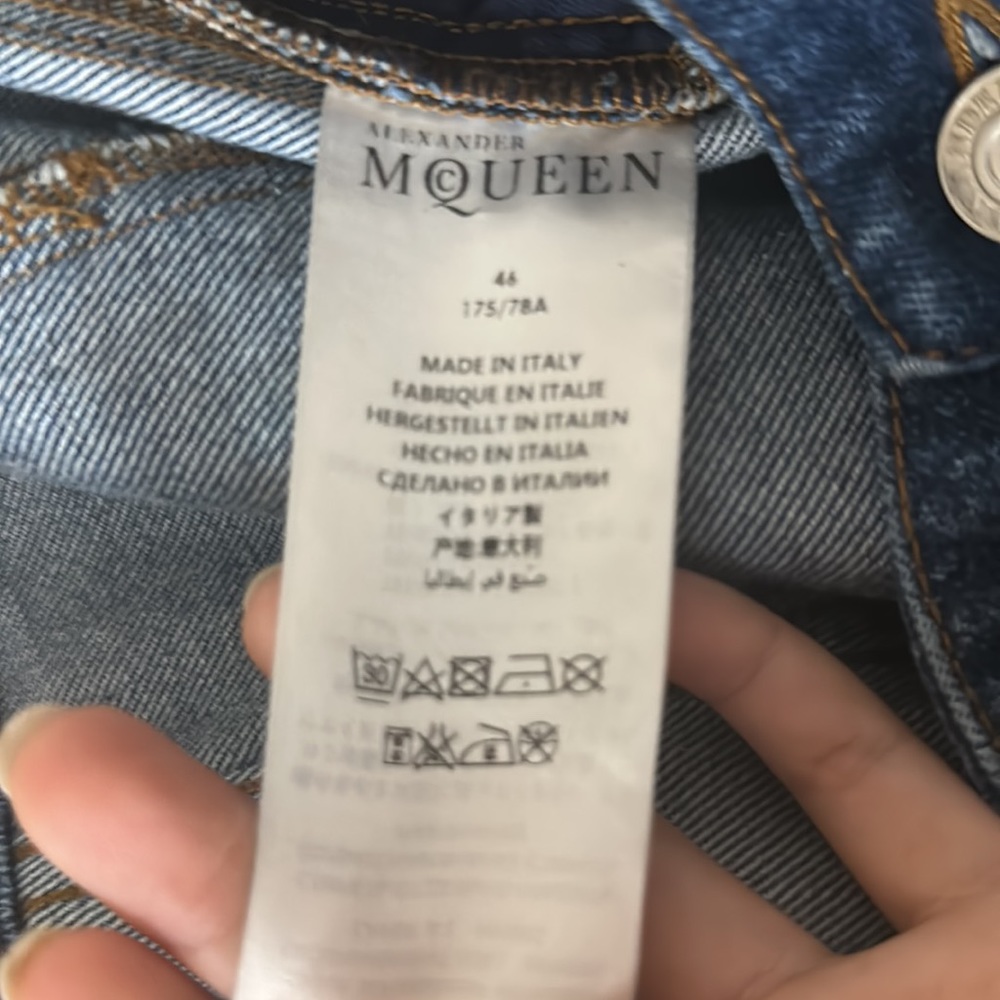 ALEXANDER
MCQUEEN
46
175/78A
MADE IN ITALY
FABRIQUE EN ITALIE
HERGESTELLT IN ITALIEN
HECHO EN ITALIA
СДЕЛАНО В ИТАЛИИ
イタリア製
产地:意大利
صنع في إيطاليا
30